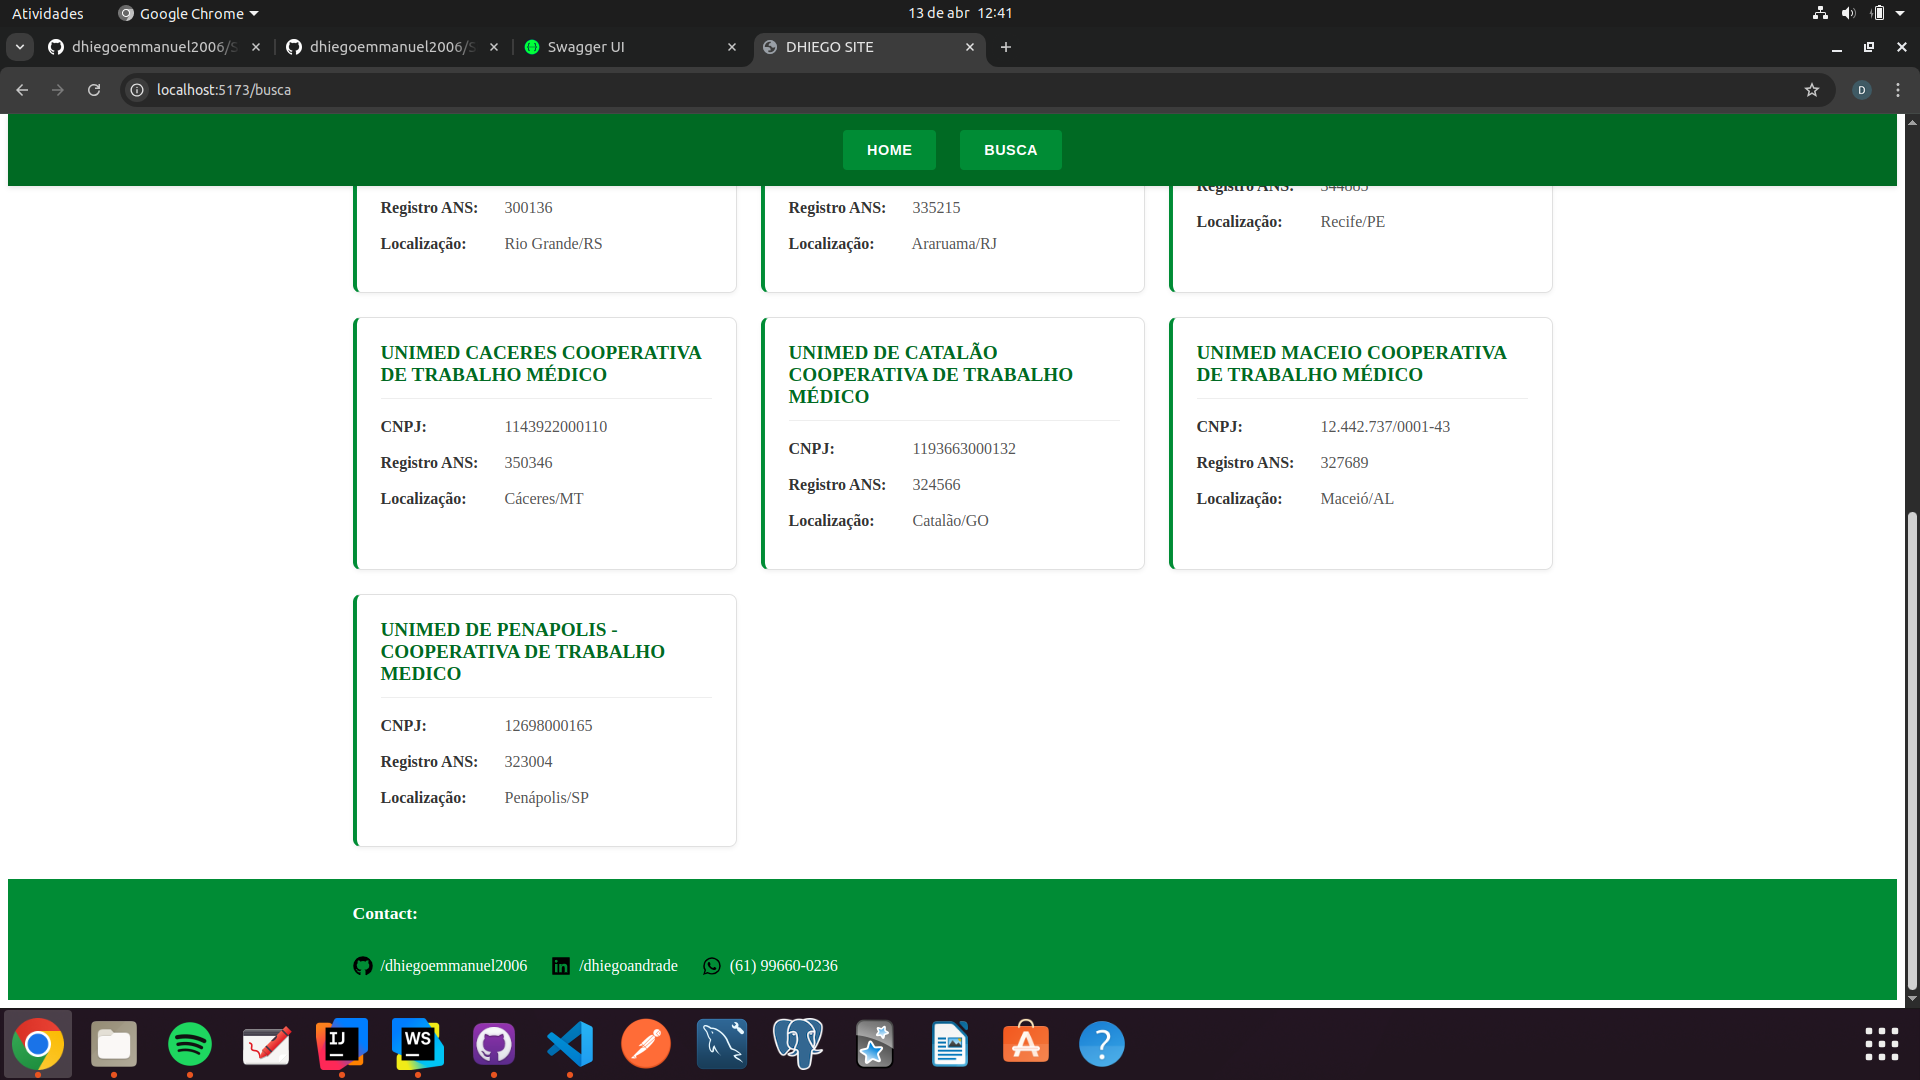 Atividades
Google Chrome
13 de abr 12:41
dhiegoemmanuel2006/S
dhiegoemmanuel2006/S
Swagger UI
DHIEGO SITE
localhost:5173/busca
D
HOME
BUSCA
Registro ANS: 300136
Localização: Rio Grande/RS
Registro ANS: 335215
Localização: Araruama/RJ
Registro ANS: 344885
Localização: Recife/PE
UNIMED CACERES COOPERATIVA
DE TRABALHO MÉDICO
CNPJ: 1143922000110
Registro ANS: 350346
Localização: Cáceres/MT
UNIMED DE CATALÃO
COOPERATIVA DE TRABALHO
MÉDICO
CNPJ: 1193663000132
Registro ANS: 324566
Localização: Catalão/GO
UNIMED MACEIO COOPERATIVA
DE TRABALHO MÉDICO
CNPJ: 12.442.737/0001-43
Registro ANS: 327689
Localização: Maceió/AL
UNIMED DE PENAPOLIS -
COOPERATIVA DE TRABALHO
MEDICO
CNPJ: 12698000165
Registro ANS: 323004
Localização: Penápolis/SP
Contact:
/dhiegoemmanuel2006
/dhiegoandrade
(61) 99660-0236
IJ
WS